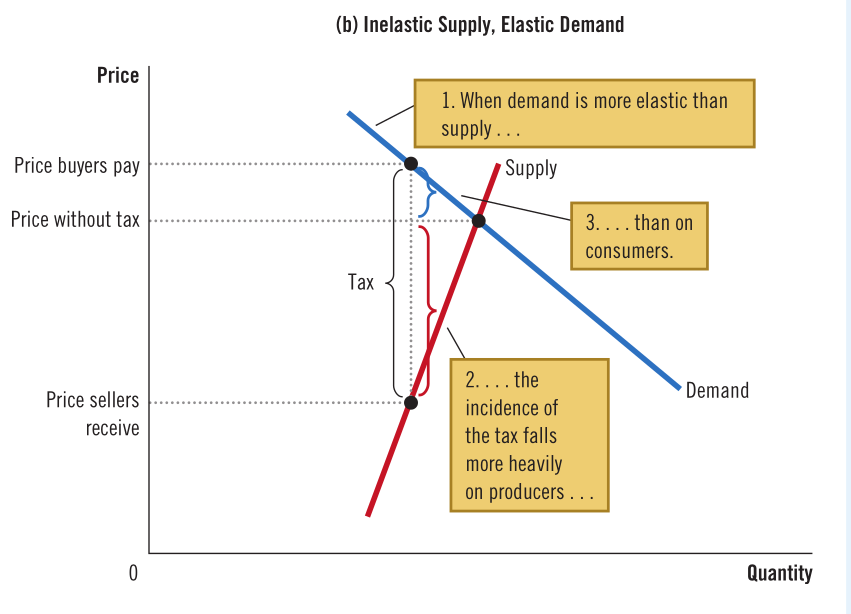 (b) Inelastic Supply, Elastic Demand
Price
1. When demand is more elastic than
supply . . .
Price buyers pay
Supply
Price without tax
3. . . . than on
consumers.
Tax
2. . . . the
incidence of
the tax falls
more heavily
on producers . . .
Demand
Price sellers
receive
0
Quantity